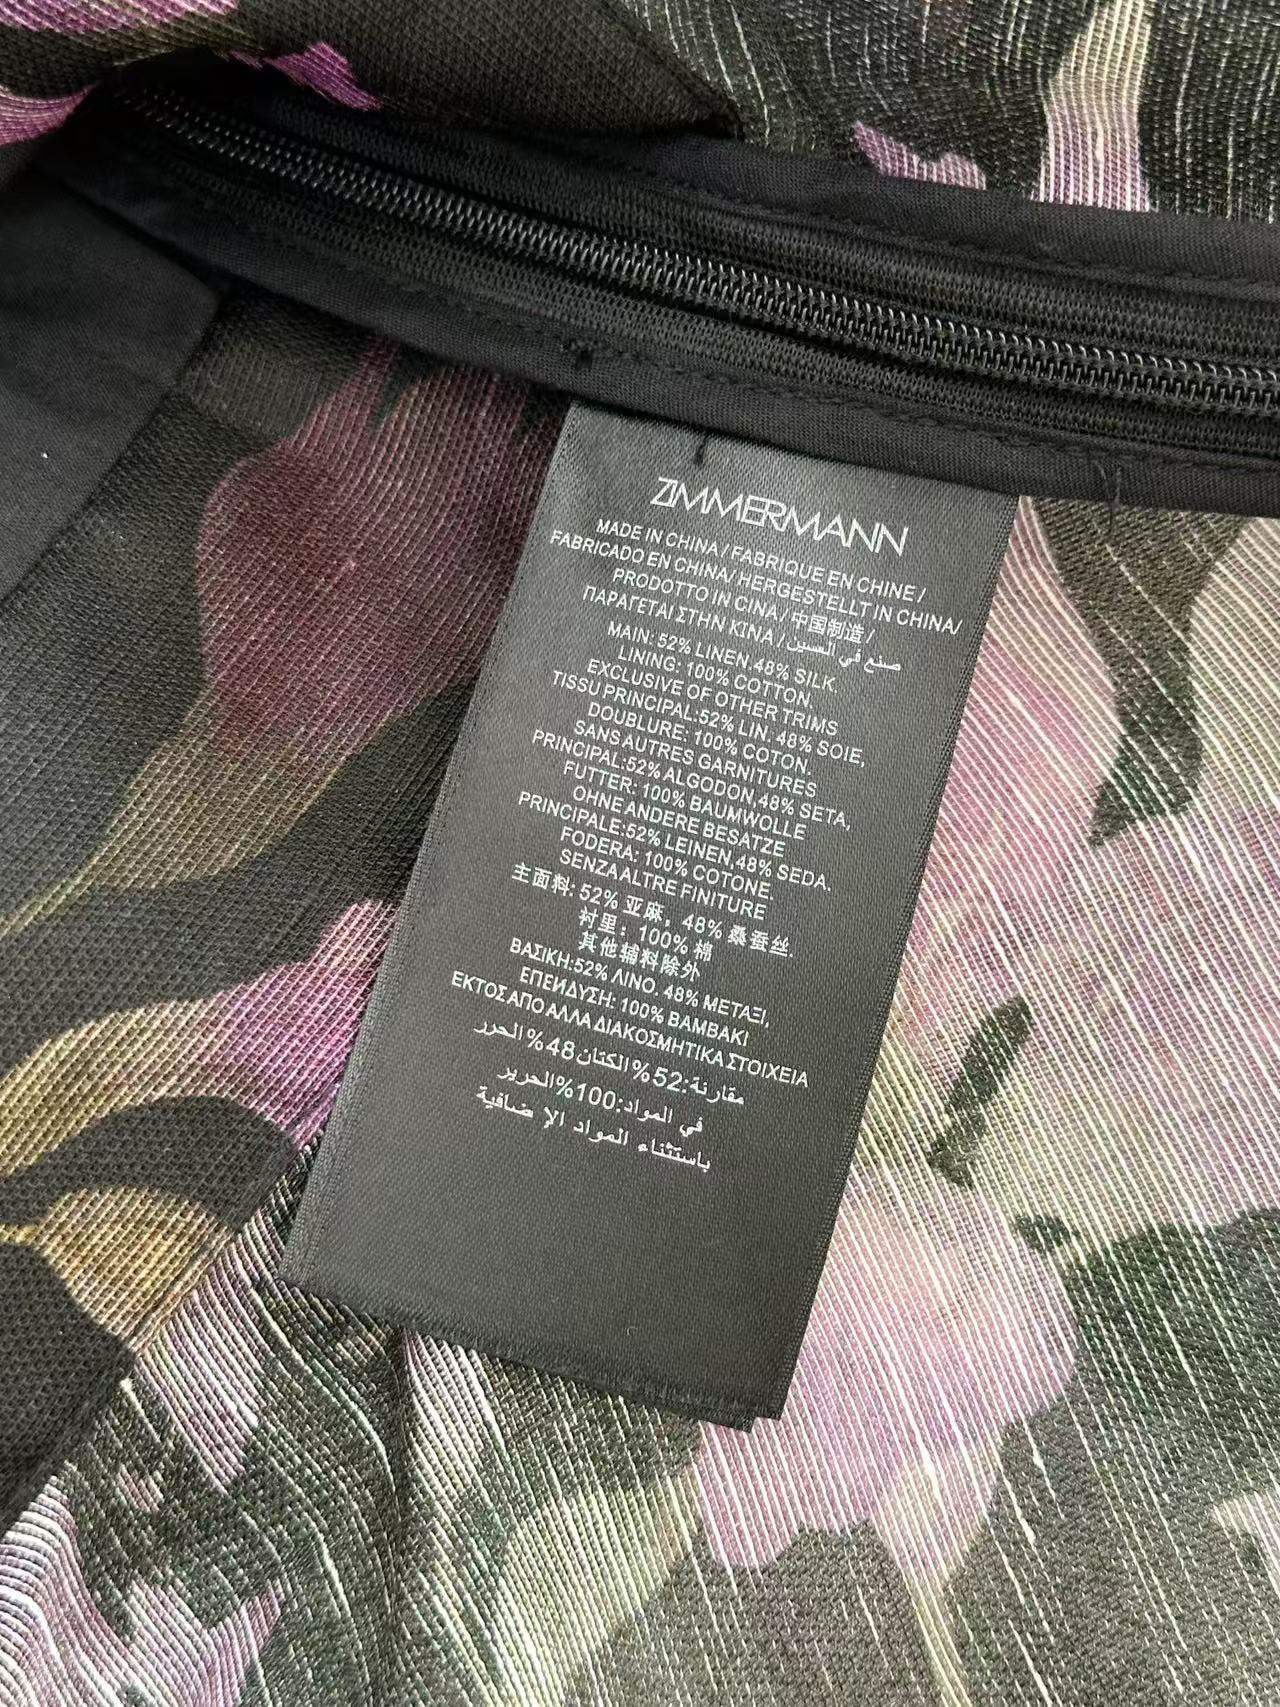 ZIMMERMANN
MADE IN CHINA / FABRIQUE EN CHINE /
FABRICADO EN CHINA / HERGESTELLT IN CHINA/
PRODOTTO IN CINA / 中国制造 /
ΠΑΡΑΓΕΤΑΙ ΣΤΗΝ ΚΙΝΑ / صنع في السين
MAIN: 52% LINEN.48% SILK.
LINING: 100% COTTON.
EXCLUSIVE OF OTHER TRIMS
TISSU PRINCIPAL:52% LIN. 48% SOIE,
DOUBLURE: 100% COTON.
SANS AUTRES GARNITURES
PRINCIPAL:52% ALGODON,48% SETA,
FUTTER: 100% BAUMWOLLE
OHNE ANDERE BESATZE
PRINCIPALE:52% LEINEN,48% SEDA.
FODERA: 100% COTONE.
SENZA ALTRE FINITURE
主面料: 52% 亚麻, 48% 桑蚕丝.
衬里: 100% 棉
其他辅料除外
ΒΑΣΙΚΗ:52% ΛΙΝΟ. 48% ΜΕΤΑΞΙ,
ΕΠΕИΔΥΣΗ: 100% ΒΑΜΒΑΚΙ
ΕΚΤΟΣ ΑΠΟ ΑΛΛΑ ΔΙΑΚΟΣΜΗΤΙΚΑ ΣΤΟΙΧΕΙΑ
مقارنة:52%الكتان48%الحرر
في المواد:100%الحرير
باستثناء المواد الإ ضافية